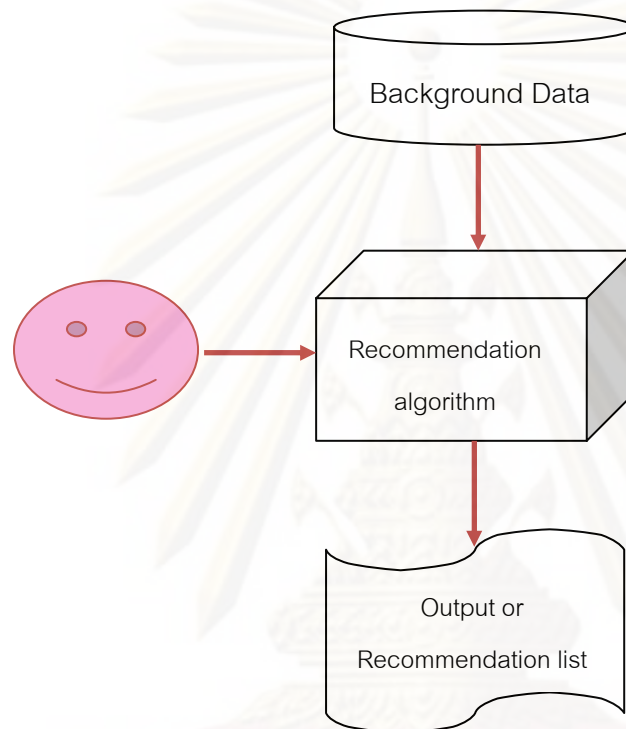 Background Data
Recommendation
algorithm
Output or
Recommendation list